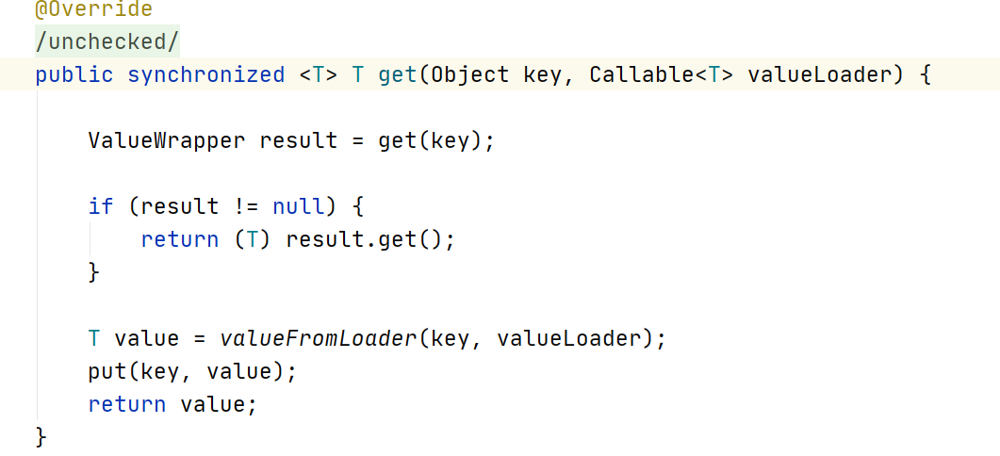 @Override
/unchecked/
public synchronized <T> T get(Object key, Callable<T> valueLoader) {
ValueWrapper result = get(key);
if (result != null) {
return (T) result.get();
}
T value = valueFromLoader(key, valueLoader);
put(key, value);
return value;
}